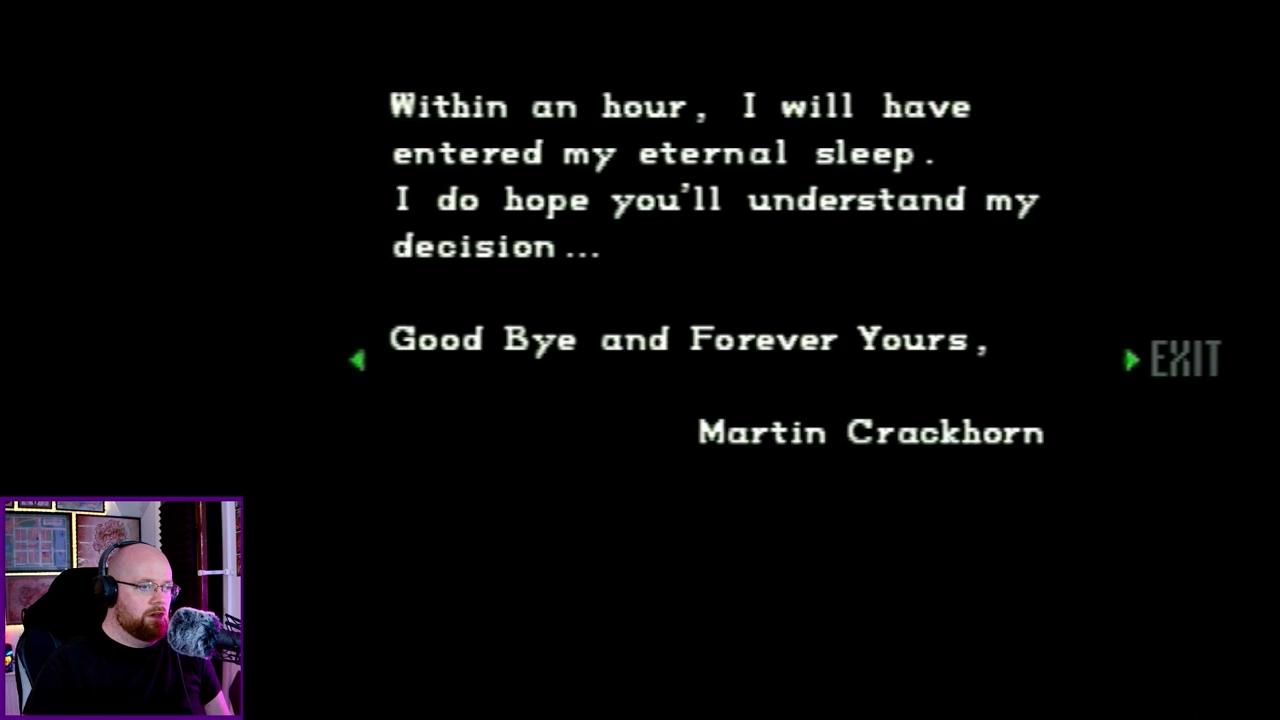 Within an hour, I will have
entered my eternal sleep.
I do hope you'll understand my
decision...
Good Bye and Forever Yours,
EXIT
Martin Crackhorn